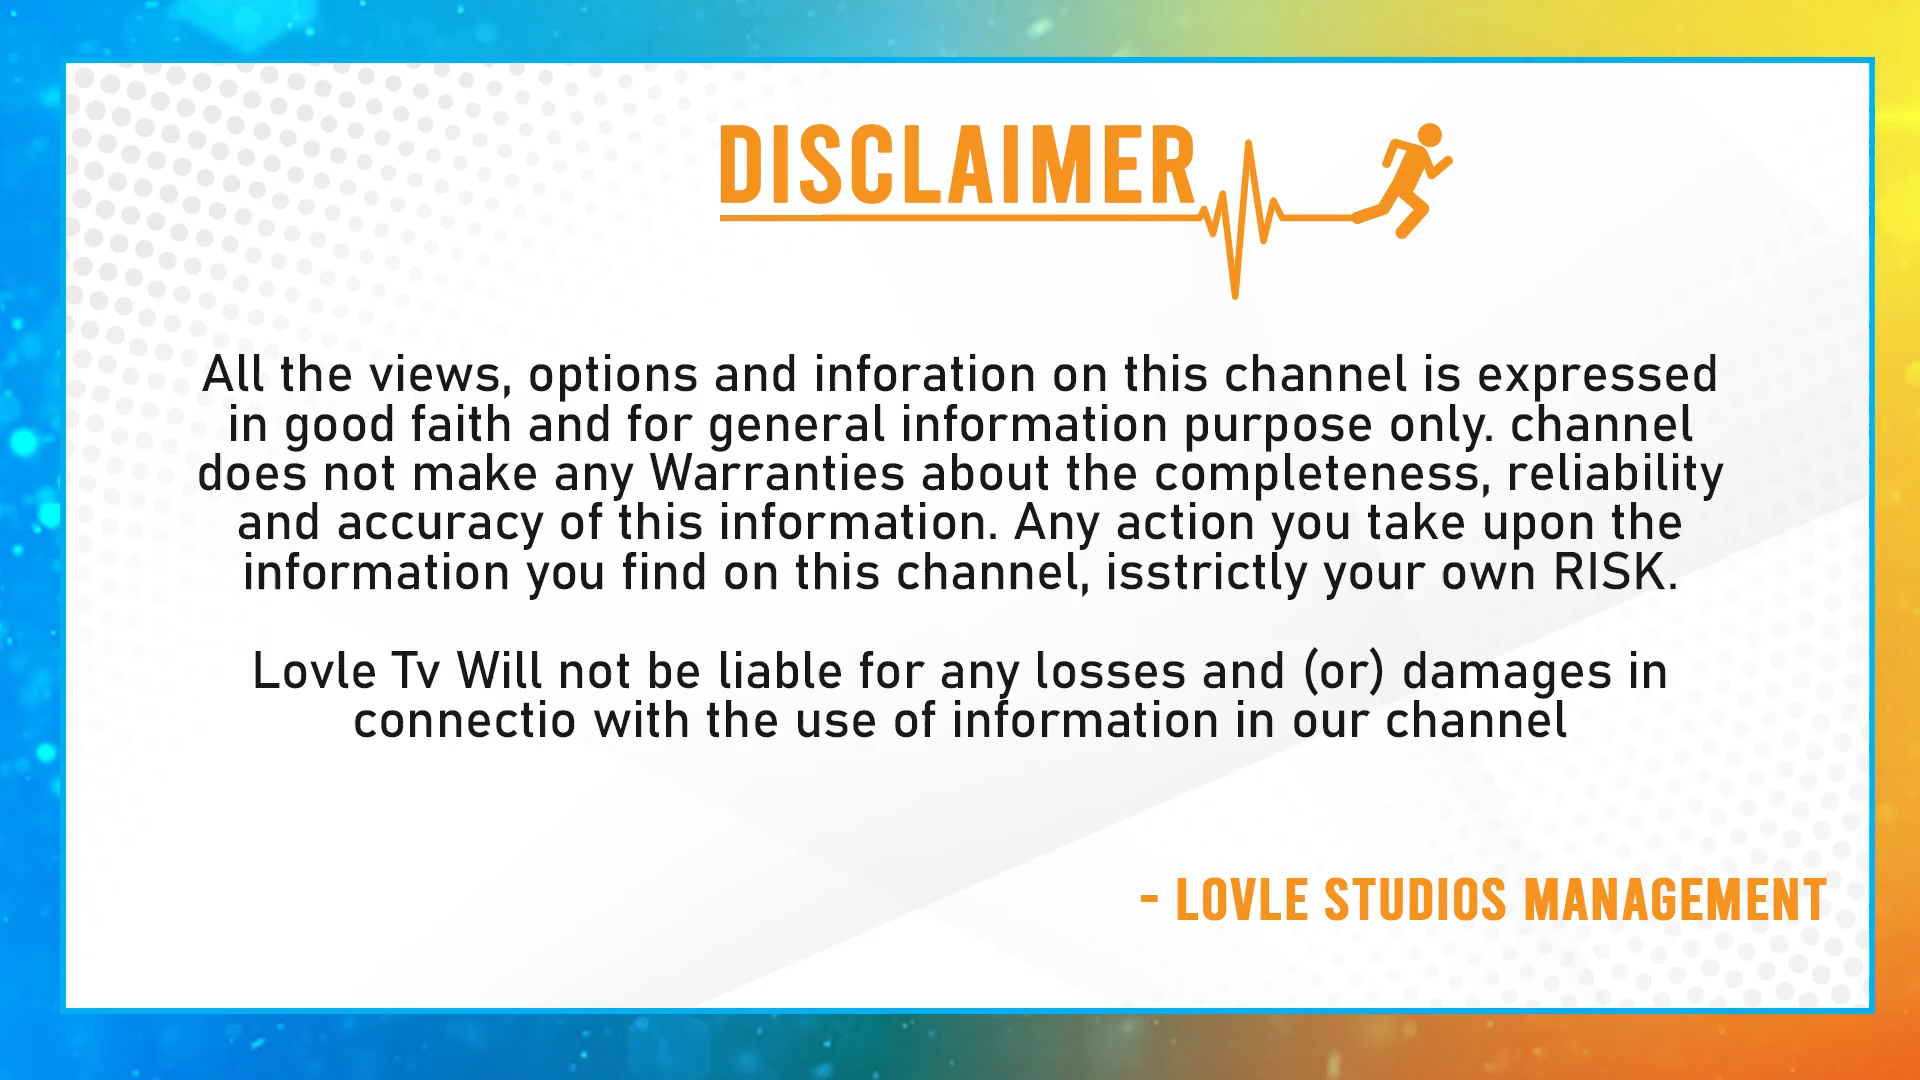 DISCLAIMER
All the views, options and inforation on this channel is expressed
in good faith and for general information purpose only. channel
does not make any Warranties about the completeness, reliability
and accuracy of this information. Any action you take upon the
information you find on this channel, isstrictly your own RISK.
Lovle Tv Will not be liable for any losses and (or) damages in
connectio with the use of information in our channel
- LOVLE STUDIOS MANAGEMENT